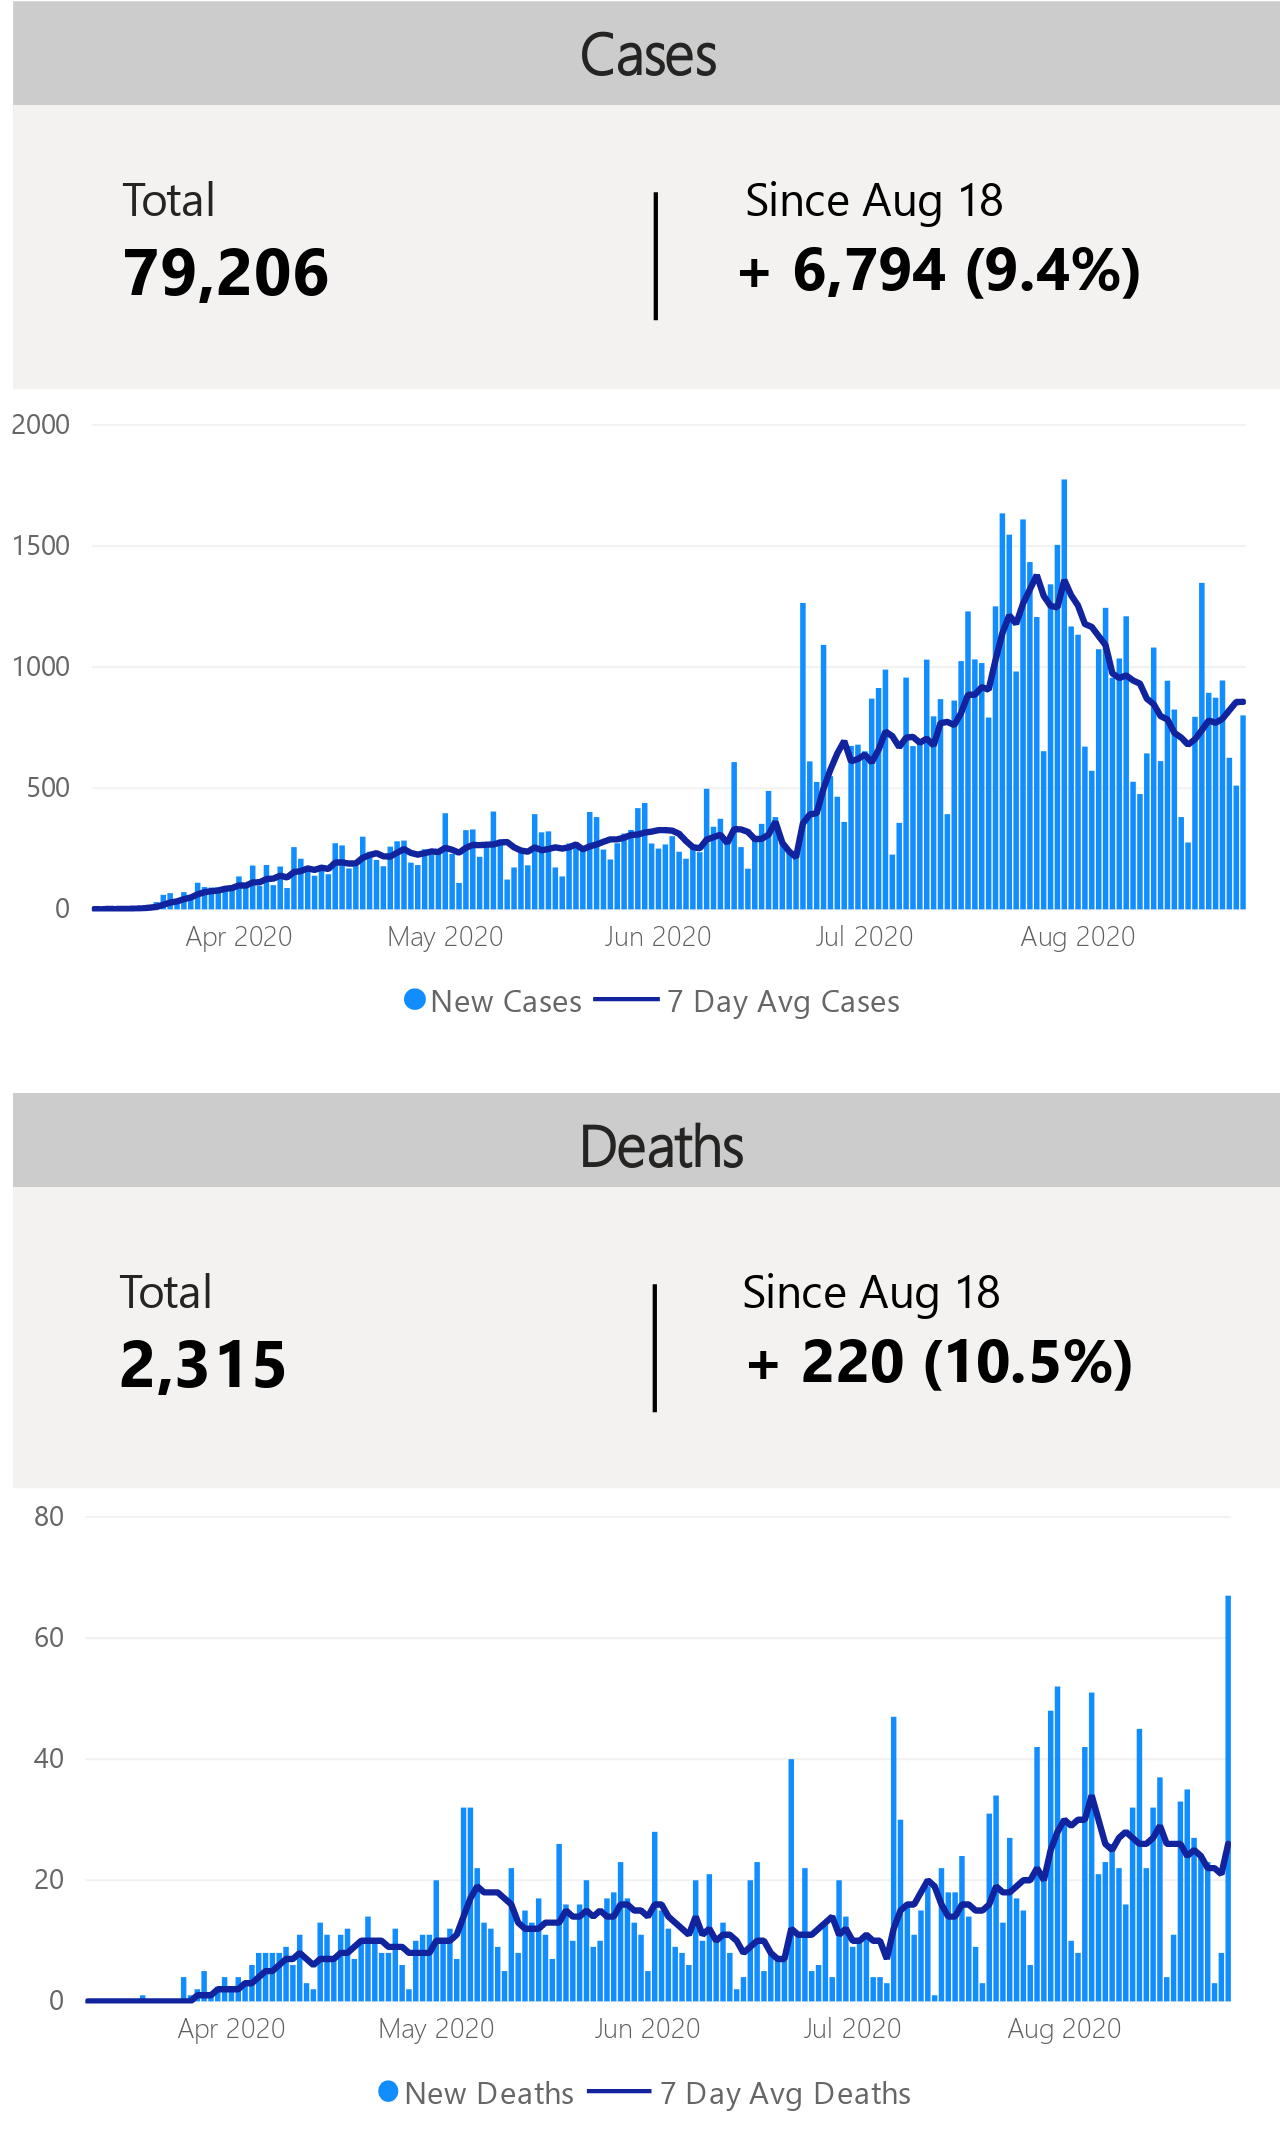 Cases
Total
Since Aug 18
79,206
+ 6,794 (9.4%)
2000
1500
1000
500
0
Apr 2020
May 2020
Jun 2020
Jul 2020
Aug 2020
New Cases
7 Day Avg Cases
Deaths
Total
Since Aug 18
2,315
+ 220 (10.5%)
80
60
40
20
0
Apr 2020
May 2020
Jun 2020
Jul 2020
Aug 2020
New Deaths
7 Day Avg Deaths